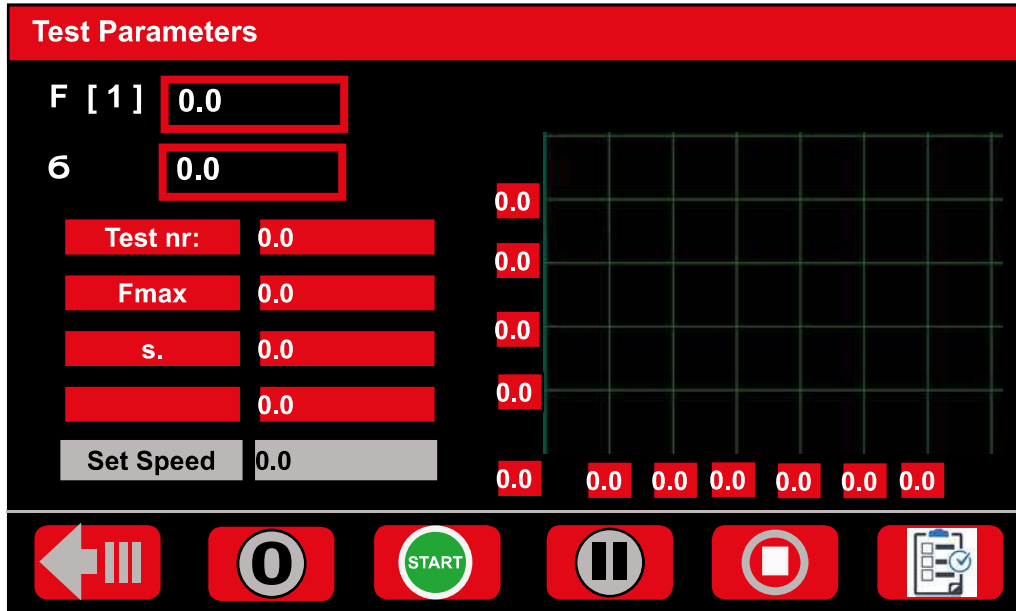 Test Parameters
F [ 1 ] 0.0
б 0.0
Test nr: 0.0
Fmax 0.0
s. 0.0
0.0
Set Speed 0.0
0.0
0.0
0.0
0.0
0.0 0.0 0.0 0.0 0.0 0.0 0.0
0
START